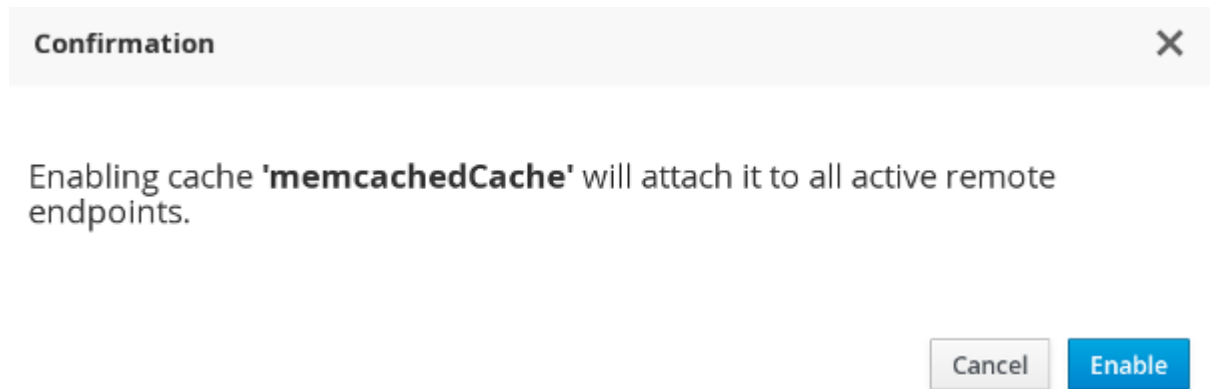 Confirmation
Enabling cache 'memcachedCache' will attach it to all active remote
endpoints.
Cancel Enable